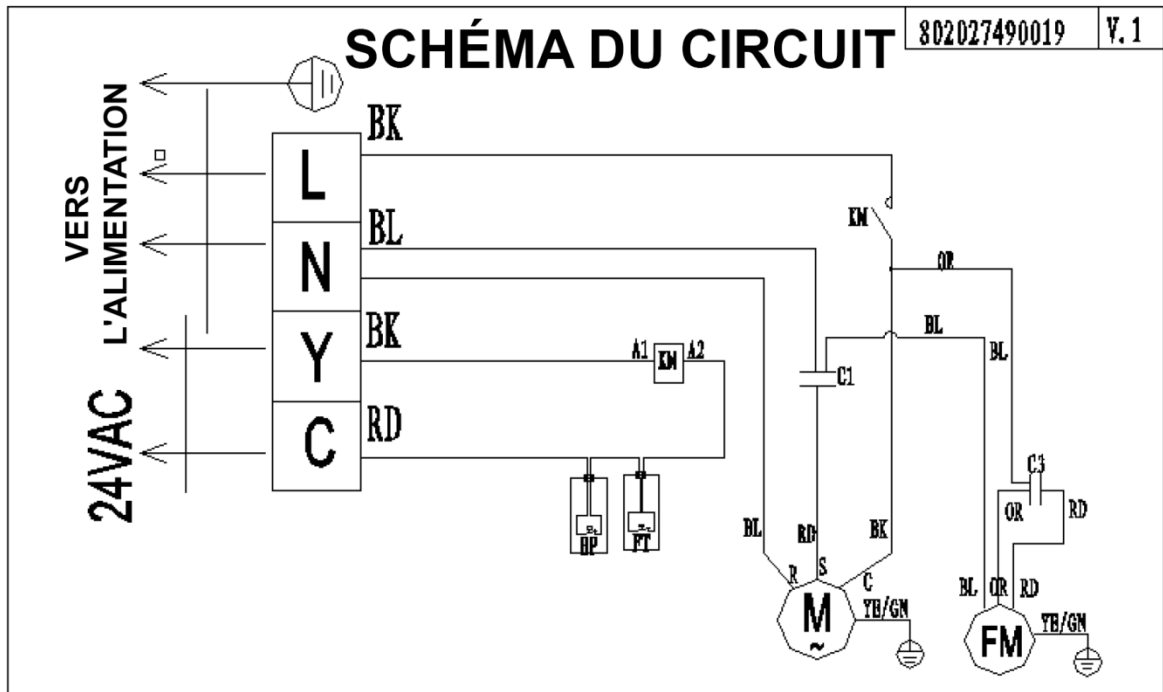 SCHÉMA DU CIRCUIT
802027490019
V. 1
VERS
L'ALIMENTATION
24VAC
L
N
Y
C
BK
BL
BK
RD
KM
OR
BL
BL
A1
KM
A2
C1
C3
OR
RD
HP
FT
BL
RD
BK
R
S
C
M
~
YE/GN
BL
OR
RD
FM
YE/GN